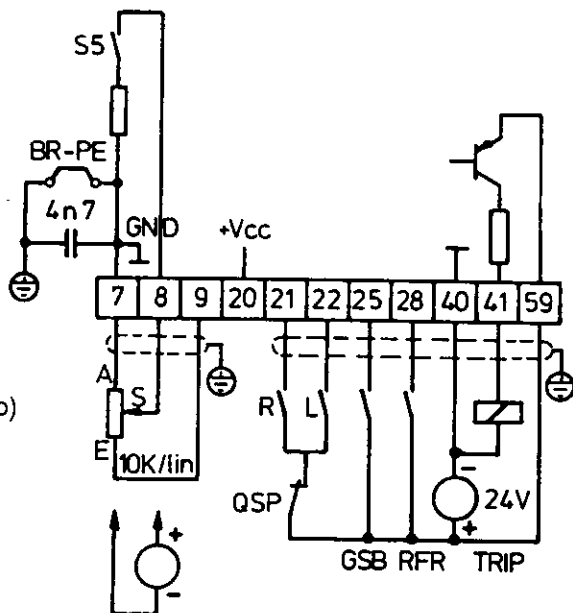 S5
BR-PE
4n7
GND
+Vcc
7 8 9 20 21 22 25 28 40 41 59
A
S
R L
o)
E
10K/lin
- 
QSP
24V
+
+
GSB RFR TRIP
-